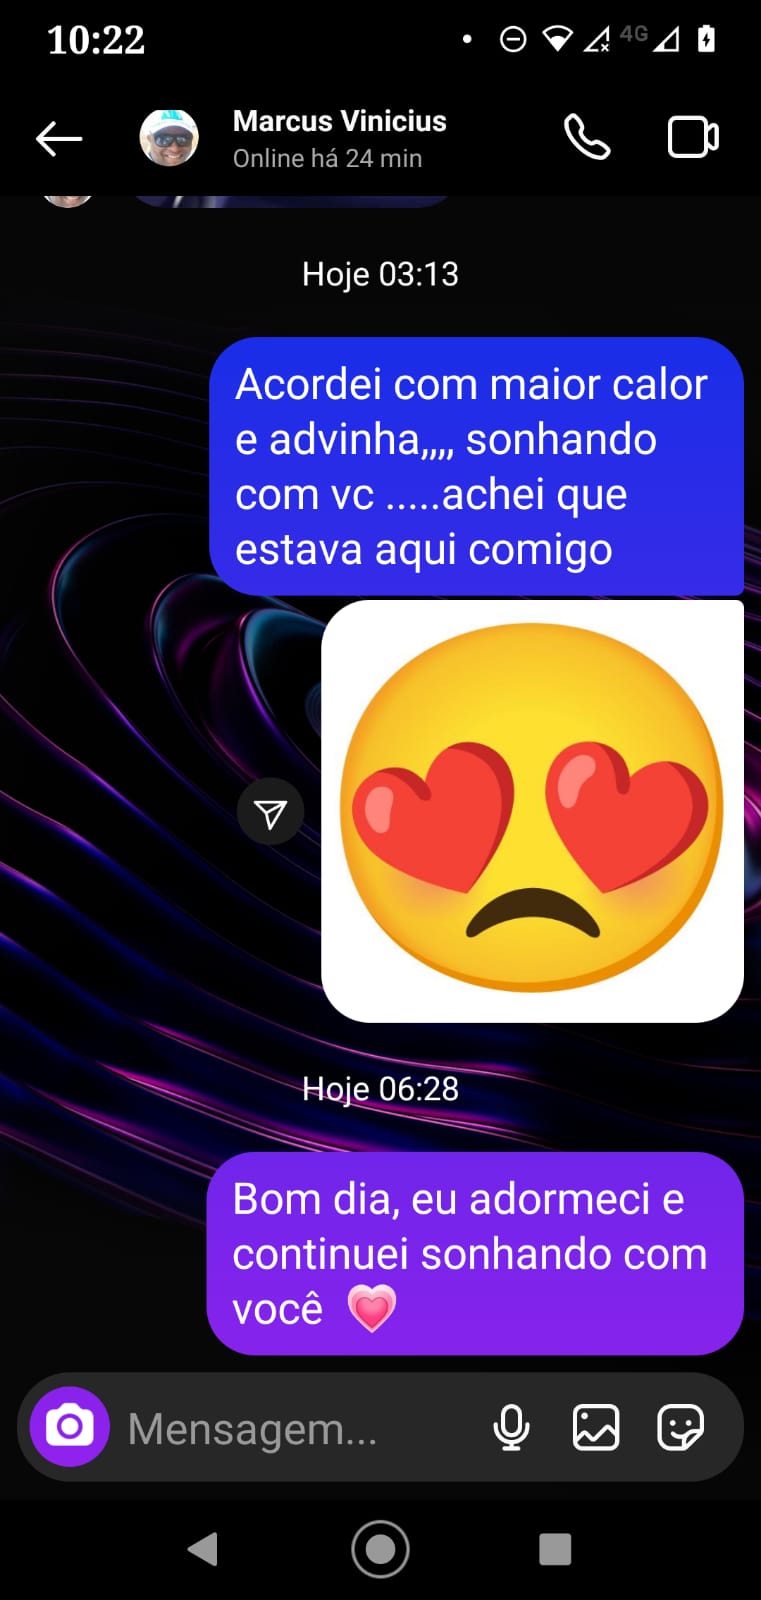 10:22
4G
Marcus Vinicius
Online há 24 min
Hoje 03:13
Acordei com maior calor
e advinha,,,, sonhando
com vc .....achei que
estava aqui comigo
Hoje 06:28
Bom dia, eu adormeci e
continuei sonhando com
você 💗
Mensagem...